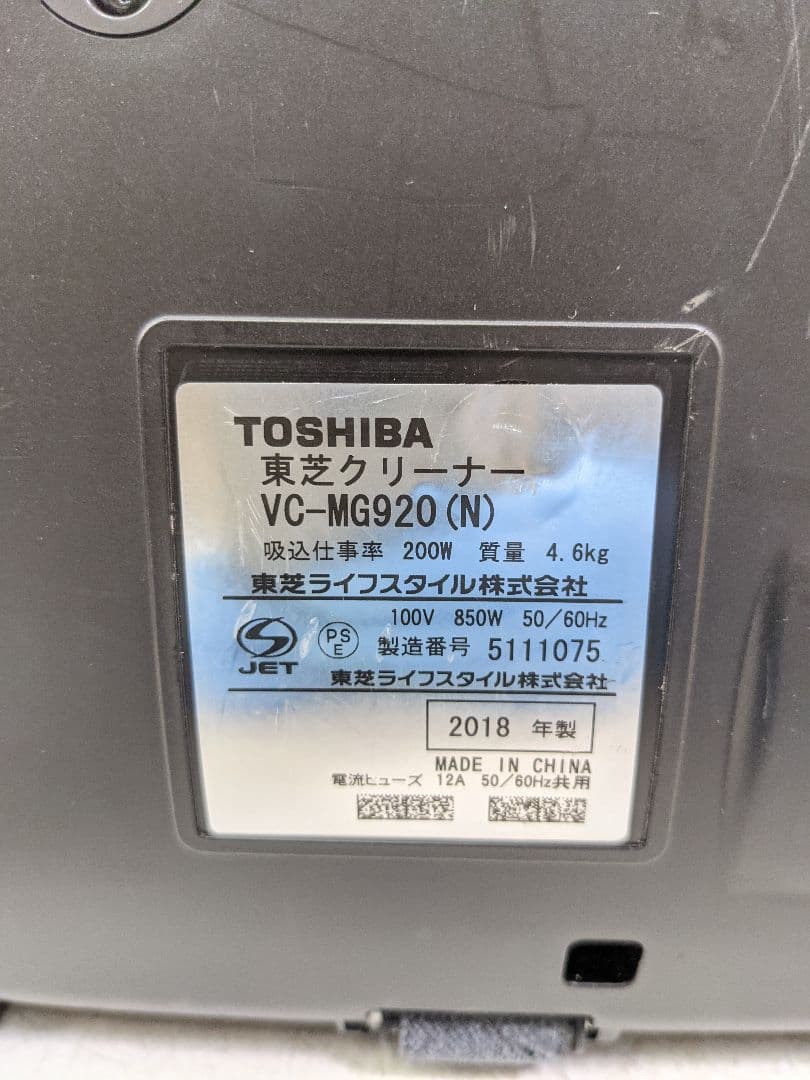 TOSHIBA
東芝クリーナー
VC-MG920(N)
吸込仕事率 200W 質量 4.6kg
東芝ライフスタイル株式会社
100V 850W 50/60Hz
JET PSE 製造番号 5111075
東芝ライフスタイル株式会社
2018 年製
MADE IN CHINA
電流ヒューズ 12A 50/60Hz共用